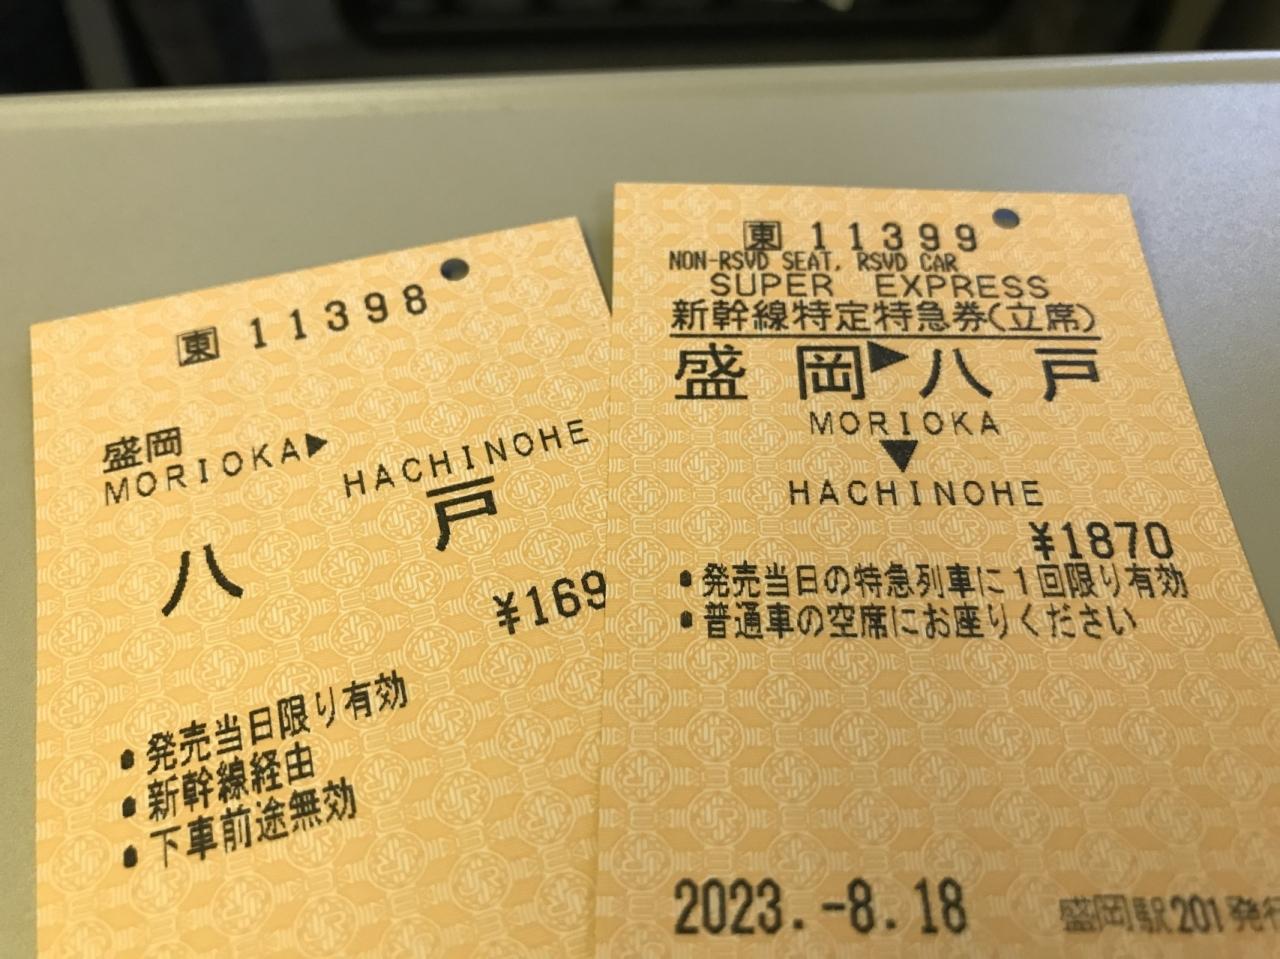 東 11398
盛岡
MORIOKA▶
HACHINOHE
八 戸
¥169
・発売当日限り有効
・新幹線経由
・下車前途無効
東 11399
NON-RSVD SEAT, RSVD CAR
SUPER EXPRESS
新幹線特定特急券(立席)
盛 岡▶八 戸
MORIOKA
▼
HACHINOHE
¥1870
・発売当日の特急列車に1回限り有効
・普通車の空席にお座りください
2023.-8.18
盛岡駅201発行